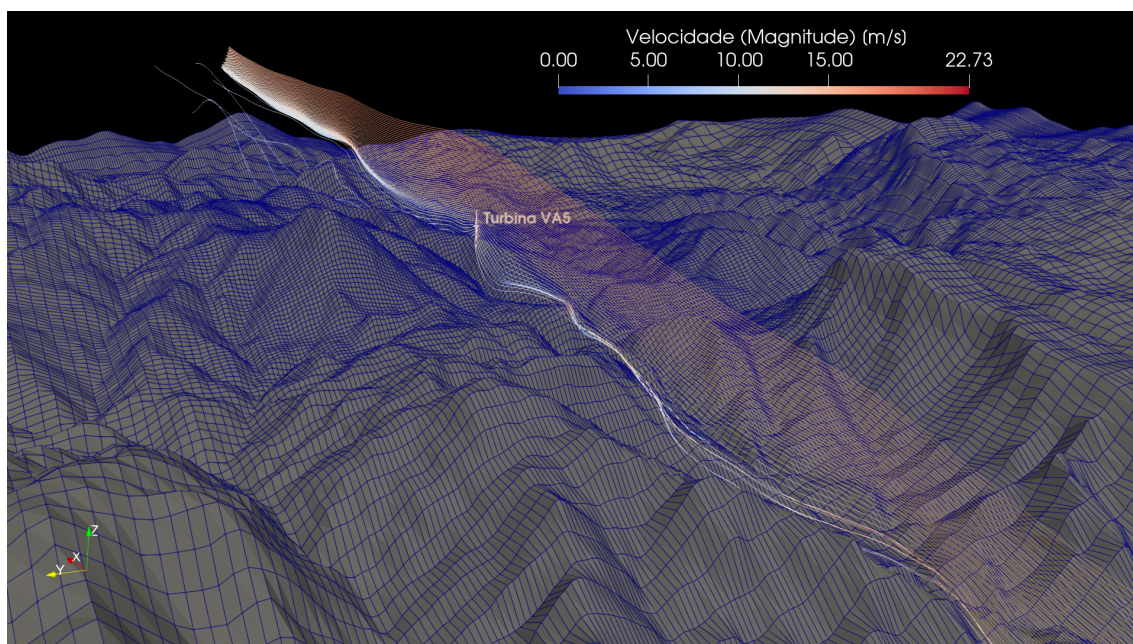 Velocidade (Magnitude) [m/s]
0.00 5.00 10.00 15.00 22.73
Turbina VA5
Z
X
Y